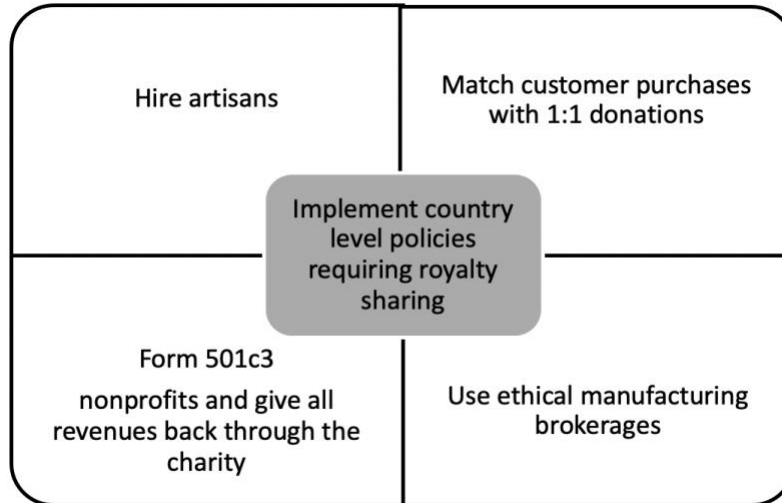 Hire artisans
Match customer purchases
with 1:1 donations
Implement country
level policies
requiring royalty
sharing
Form 501c3
nonprofits and give all
revenues back through the
charity
Use ethical manufacturing
brokerages